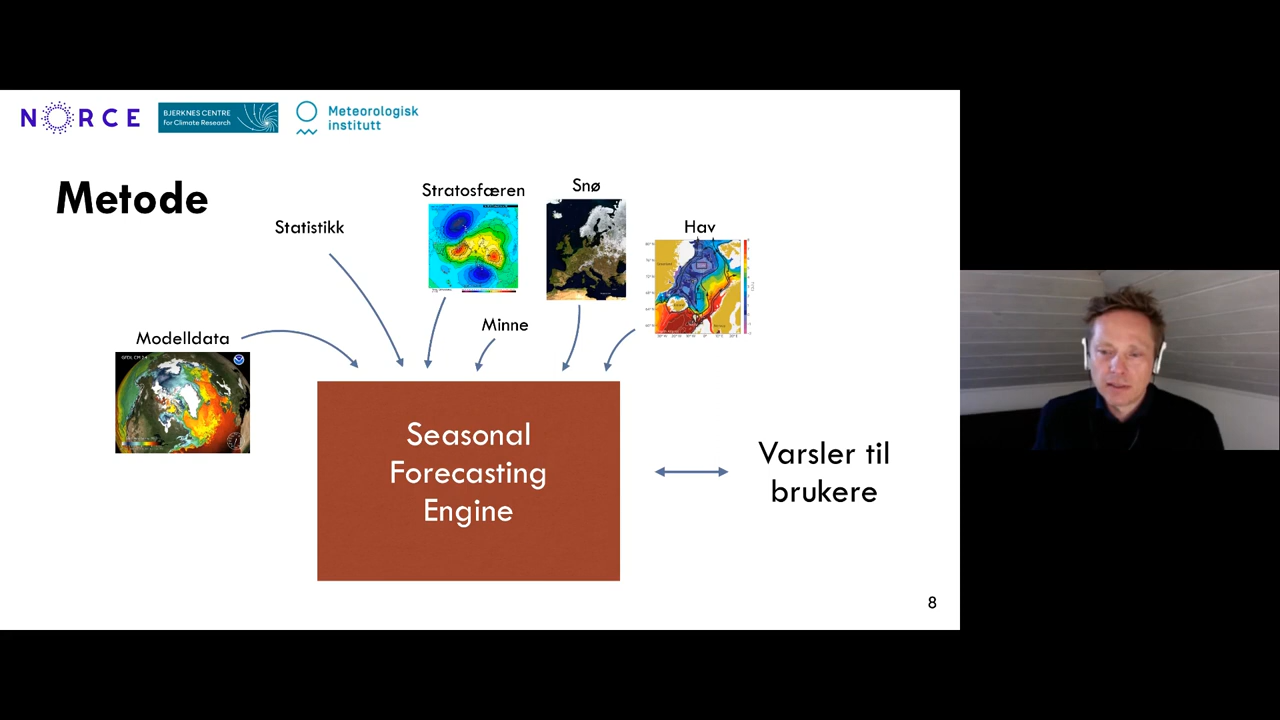 NORCE
BJERKNES CENTRE
for Climate Research
Meteorologisk
institutt
Metode
Stratosfæren
Snø
Statistikk
Hav
Minne
Modelldata
Seasonal
Forecasting
Engine
Varsler til
brukere
8